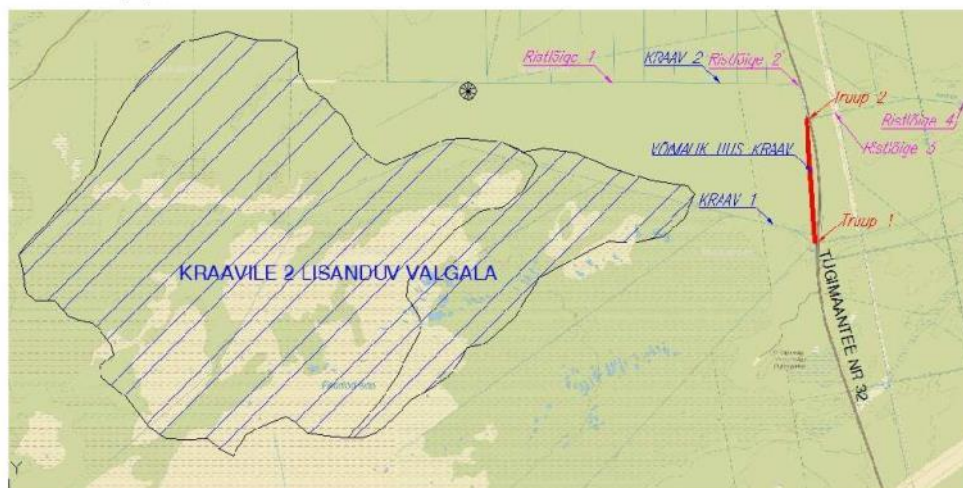 Ristlõige 1
KRAAV 2
Ristlõige 2
Truup 2
Ristlõige 4
Ristlõige 3
VÕIMALIK UUS KRAAV
KRAAV 1
Truup 1
KRAAVILE 2 LISANDUV VALGALA
TUGIMAANTEE NR 32
Y